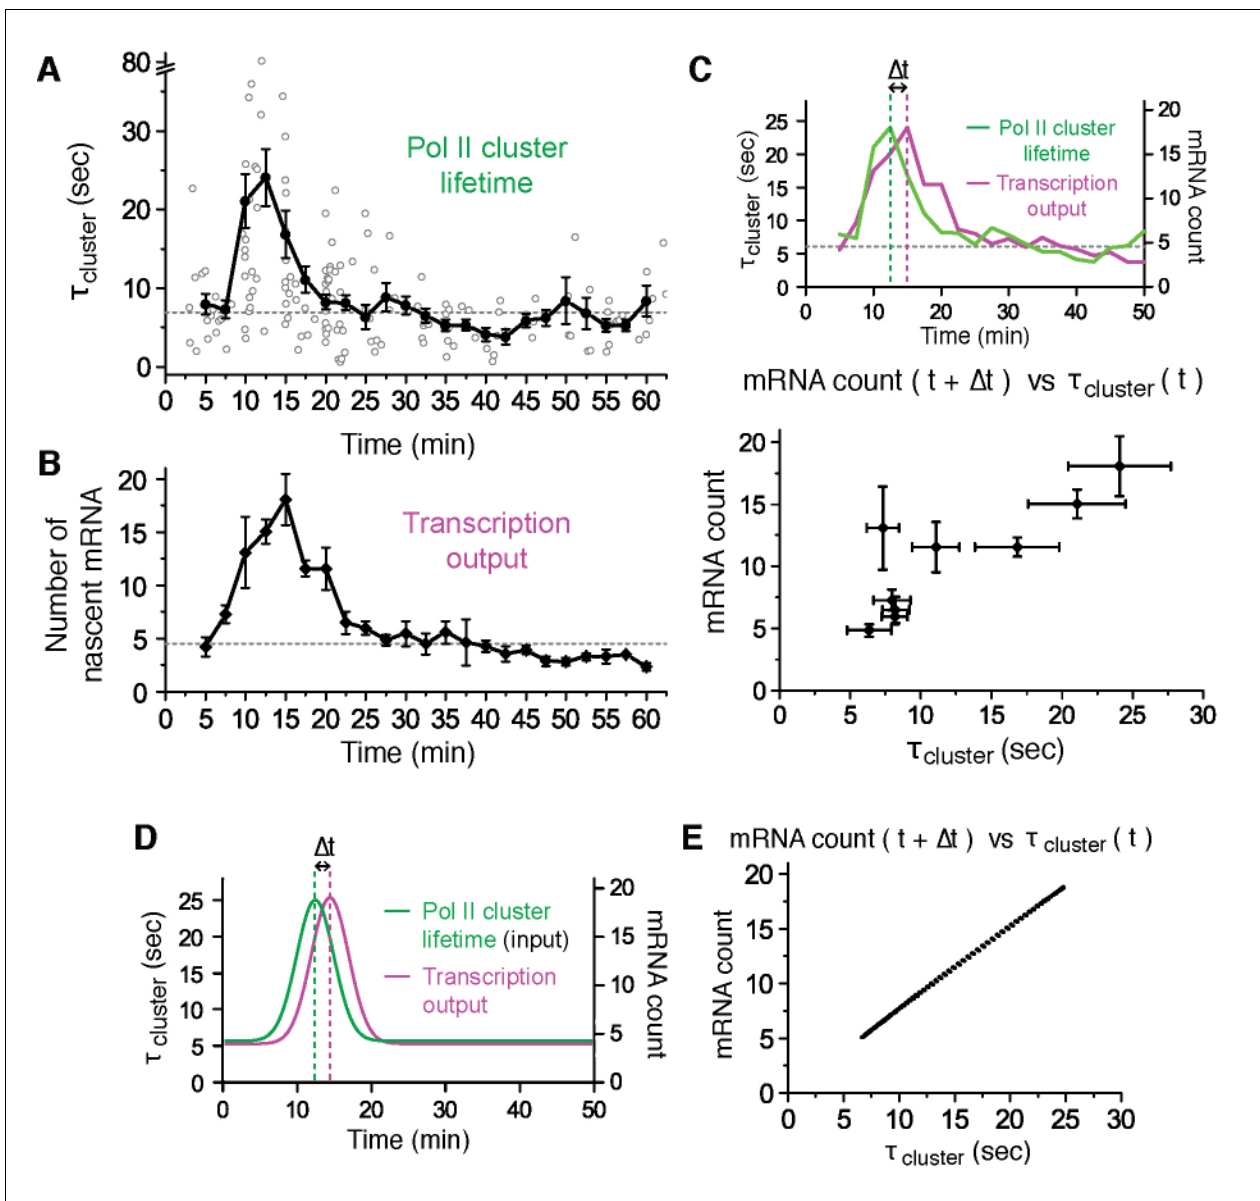 A
80
30
20
10
0
τcluster (sec)
Pol II cluster
lifetime
0 5 10 15 20 25 30 35 40 45 50 55 60
Time (min)
B
20
15
10
5
0
Number of
nascent mRNA
Transcription
output
0 5 10 15 20 25 30 35 40 45 50 55 60
Time (min)
C
Δt
25
20
15
10
5
0
τcluster (sec)
Pol II cluster
lifetime
Transcription
output
20
15
10
5
0
mRNA count
0 10 20 30 40 50
Time (min)
mRNA count ( t + Δt ) vs τcluster ( t )
20
15
10
5
0
mRNA count
0 5 10 15 20 25 30
τcluster (sec)
D
Δt
25
20
15
10
5
0
τcluster (sec)
Pol II cluster
lifetime (input)
Transcription
output
20
15
10
5
0
mRNA count
0 10 20 30 40 50
Time (min)
E
mRNA count ( t + Δt ) vs τcluster ( t )
20
15
10
5
0
mRNA count
0 5 10 15 20 25 30
τcluster (sec)